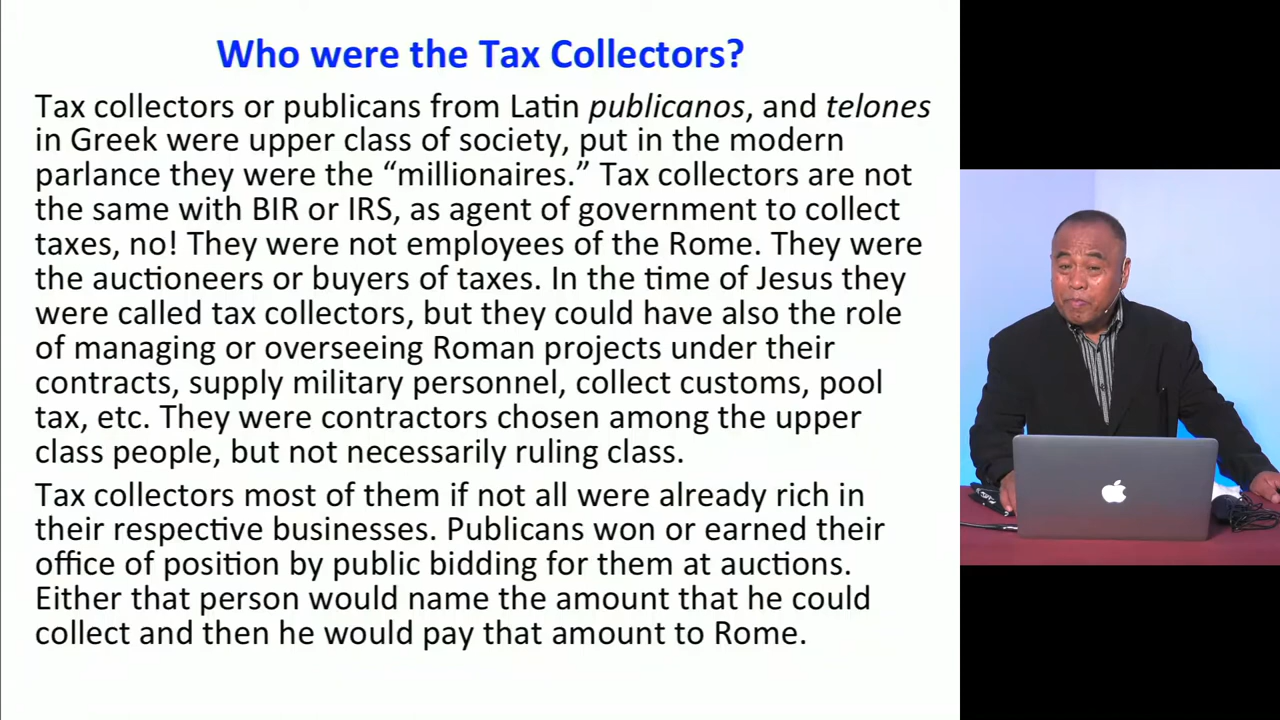 Who were the Tax Collectors?
Tax collectors or publicans from Latin publicanos, and telones
in Greek were upper class of society, put in the modern
parlance they were the “millionaires.” Tax collectors are not
the same with BIR or IRS, as agent of government to collect
taxes, no! They were not employees of the Rome. They were
the auctioneers or buyers of taxes. In the time of Jesus they
were called tax collectors, but they could have also the role
of managing or overseeing Roman projects under their
contracts, supply military personnel, collect customs, pool
tax, etc. They were contractors chosen among the upper
class people, but not necessarily ruling class.
Tax collectors most of them if not all were already rich in
their respective businesses. Publicans won or earned their
office of position by public bidding for them at auctions.
Either that person would name the amount that he could
collect and then he would pay that amount to Rome.